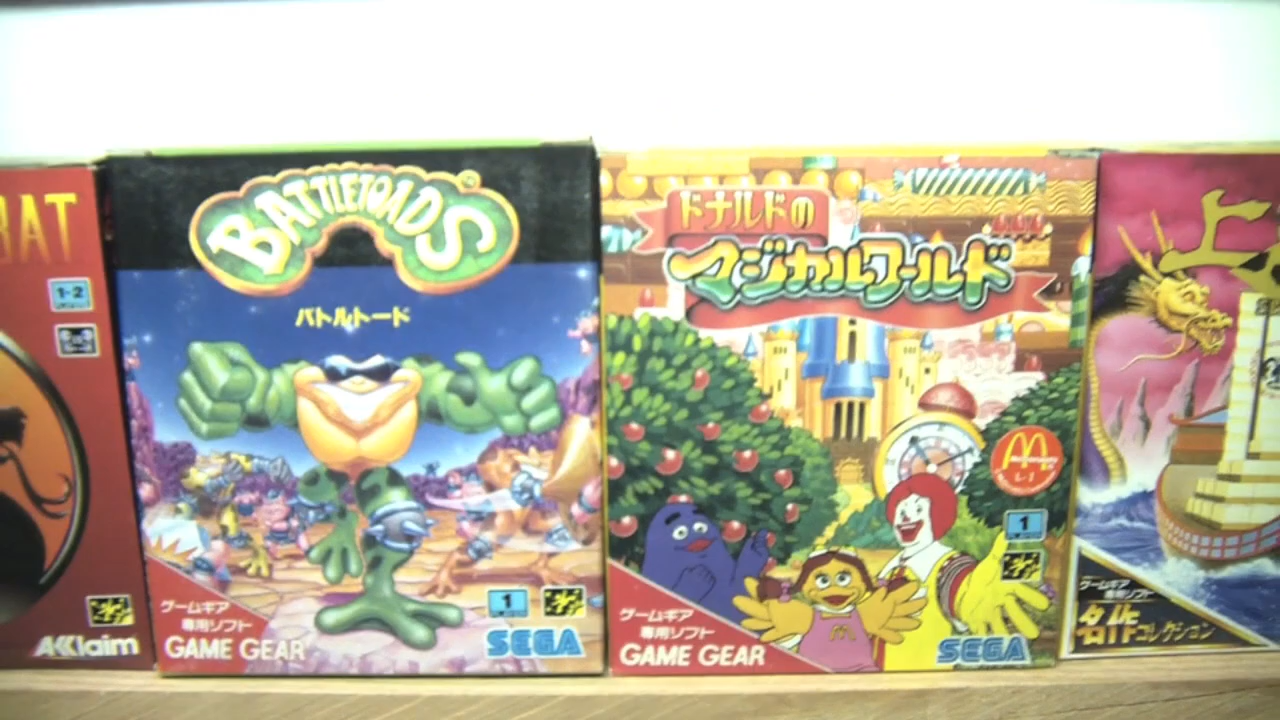 BAT
1-2
Akklaim
BATTLETOADS
バトルトード
ゲームギア
専用ソフト
GAME GEAR
1
SEGA
ドナルドの
マジカルワールド
McDonald's
1
ゲームギア
専用ソフト
GAME GEAR
SEGA
上
ゲームギア
専用ソフト
名作コレクション